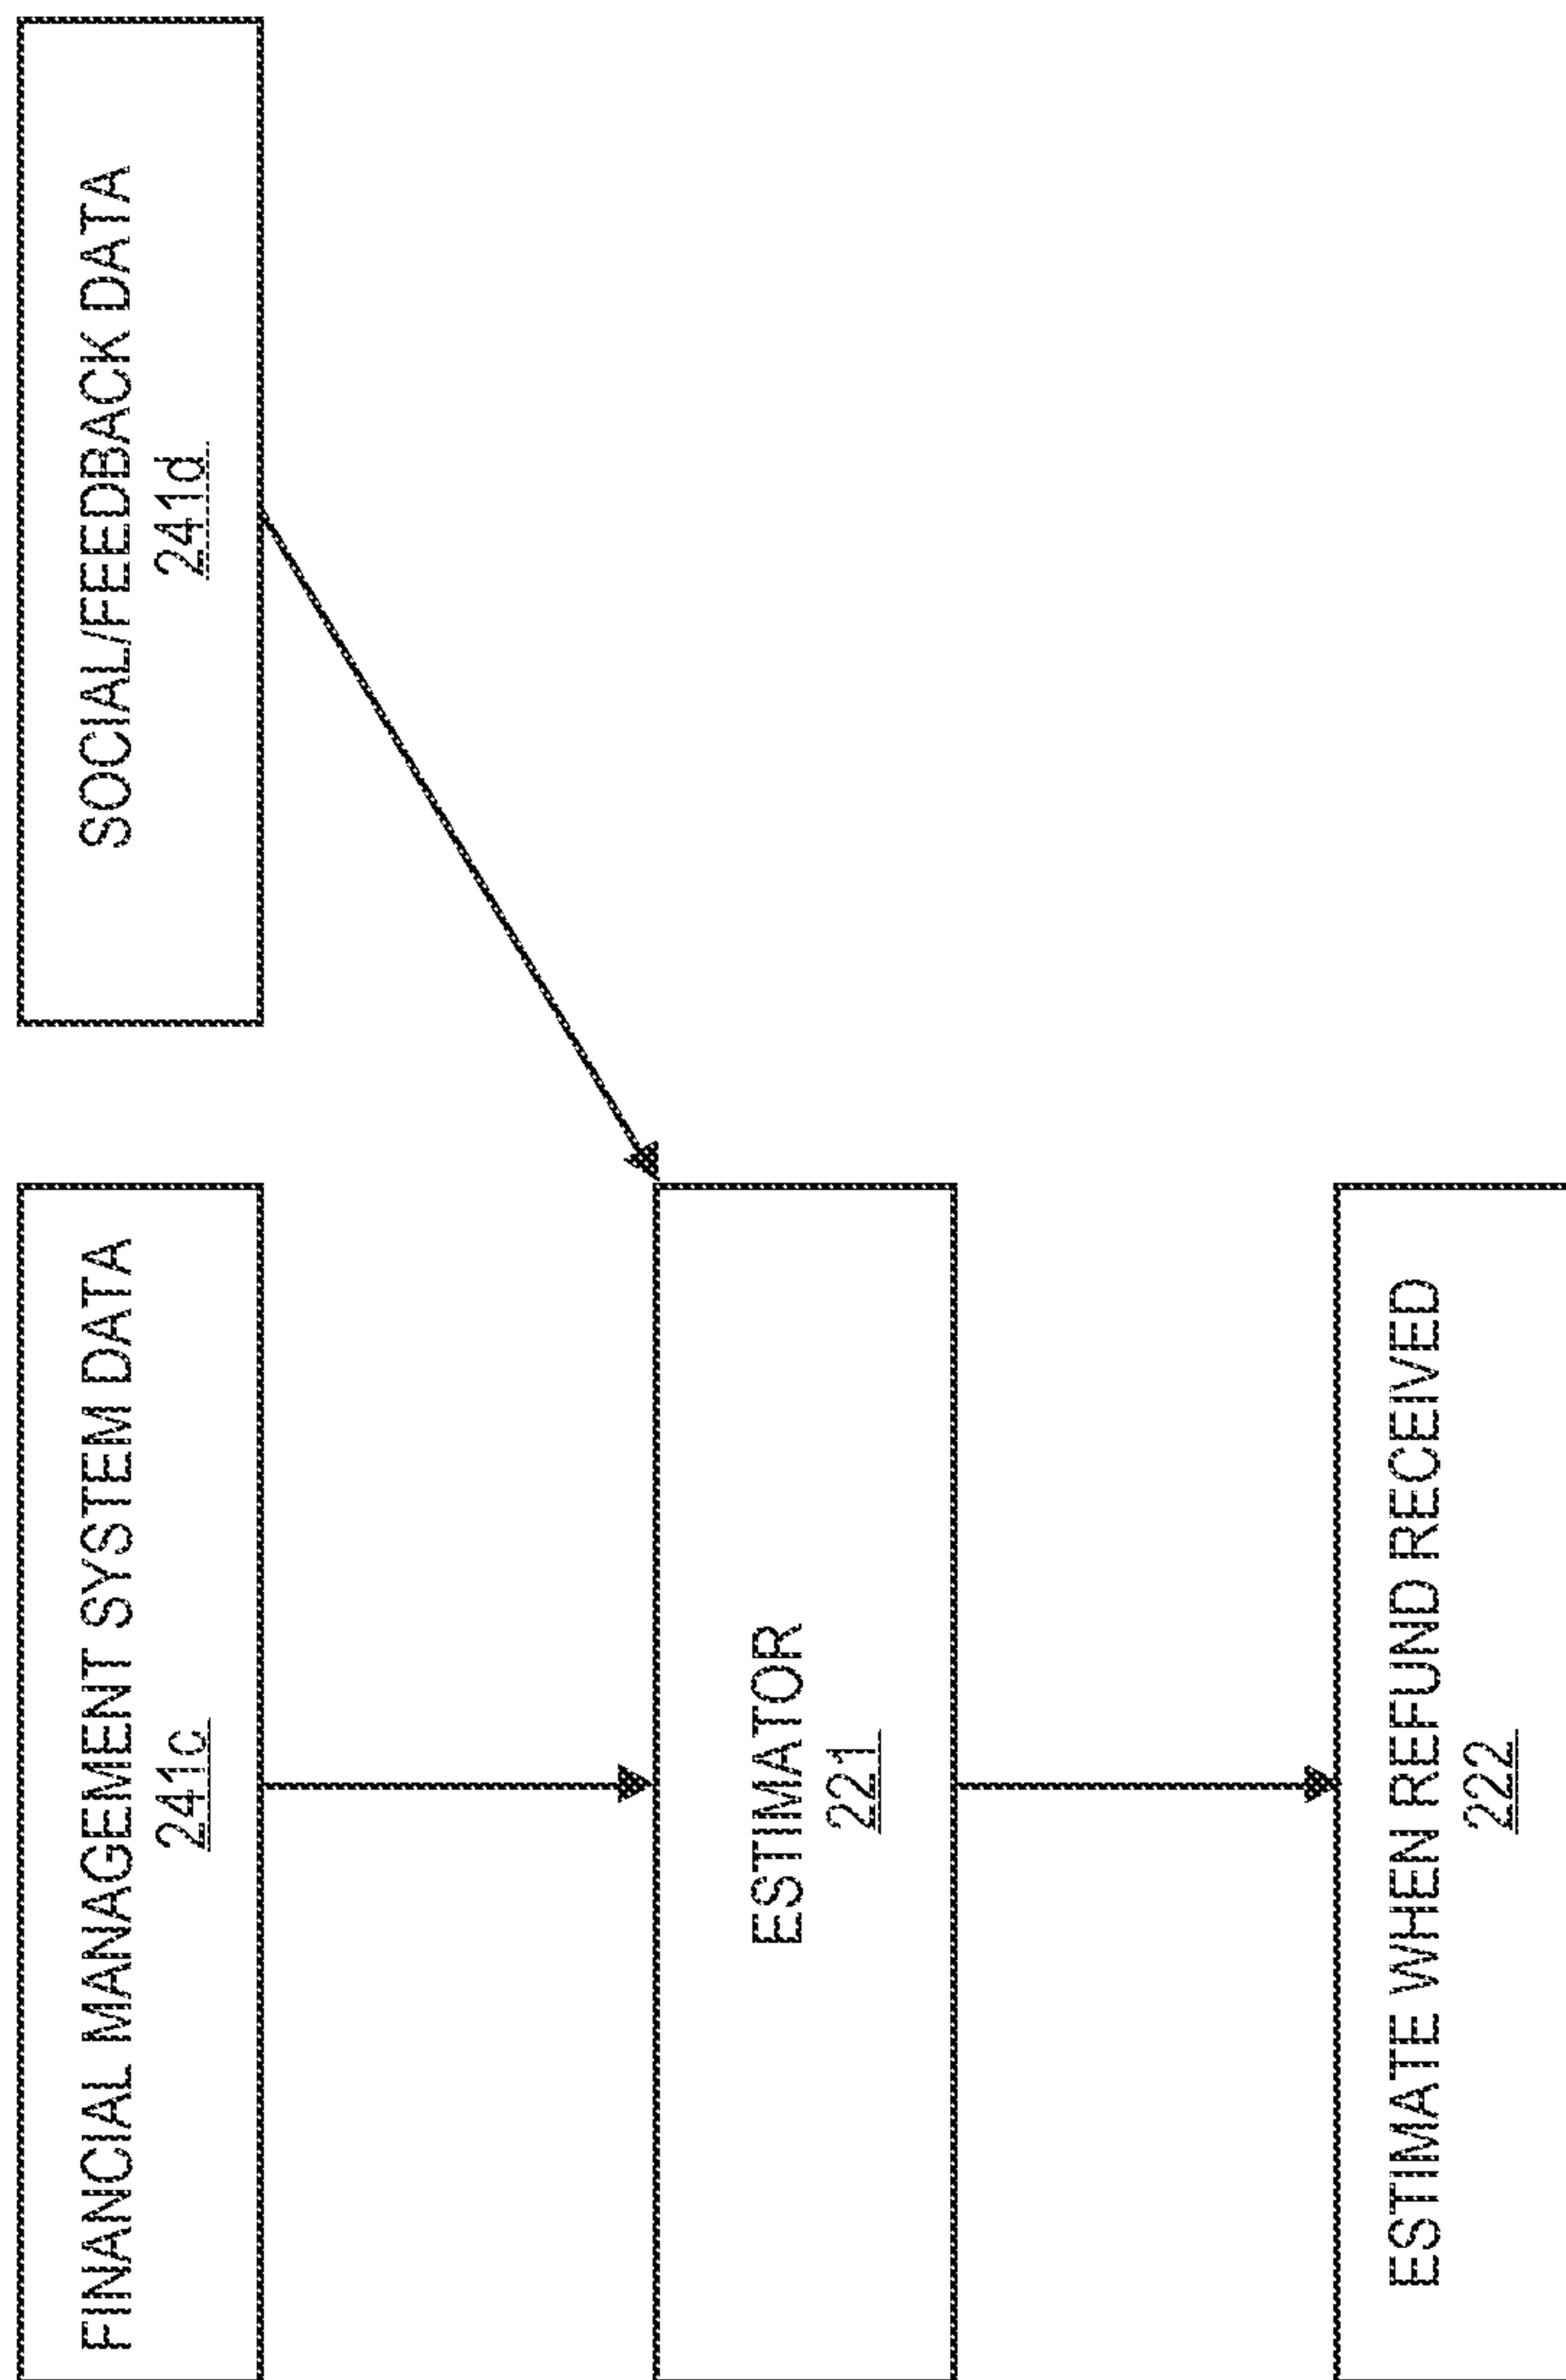 FINANCIAL MANAGEMENT SYSTEM DATA
241c
SOCIAL/FEEDBACK DATA
241d
ESTIMATOR
221
ESTIMATE WHEN REFUND RECEIVED
222